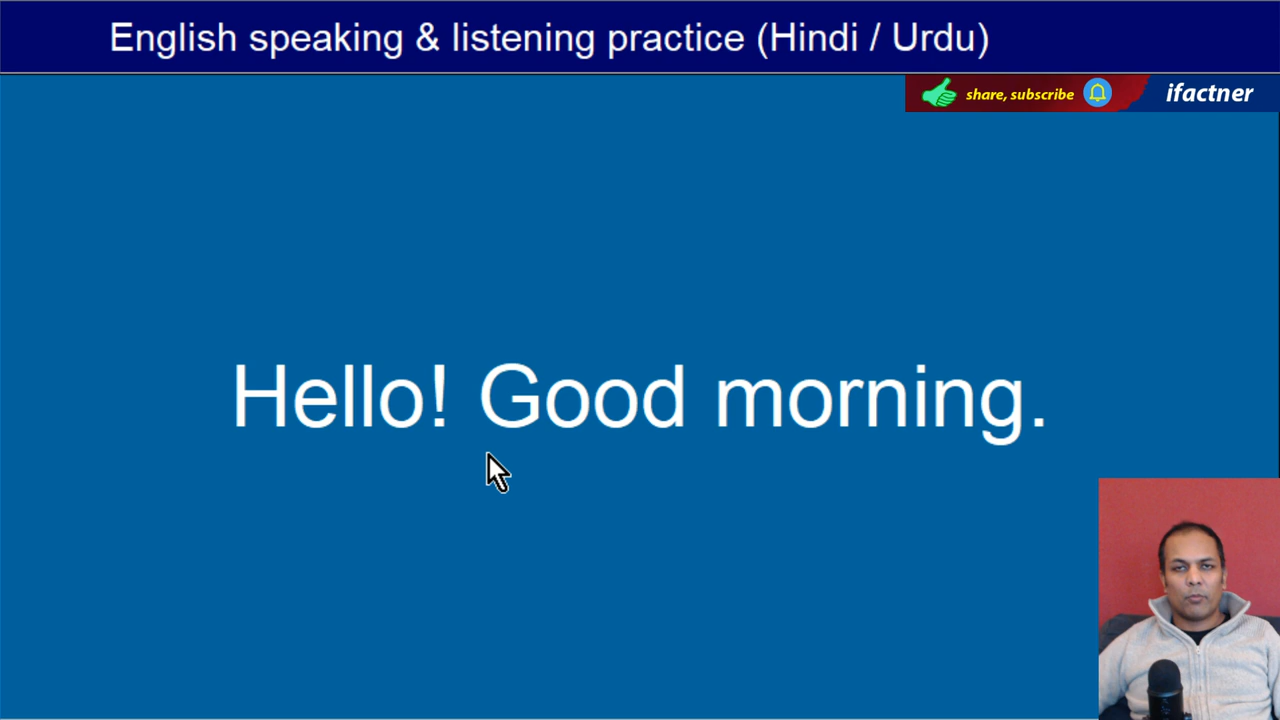 English speaking & listening practice (Hindi / Urdu)
share, subscribe
ifactner
Hello! Good morning.